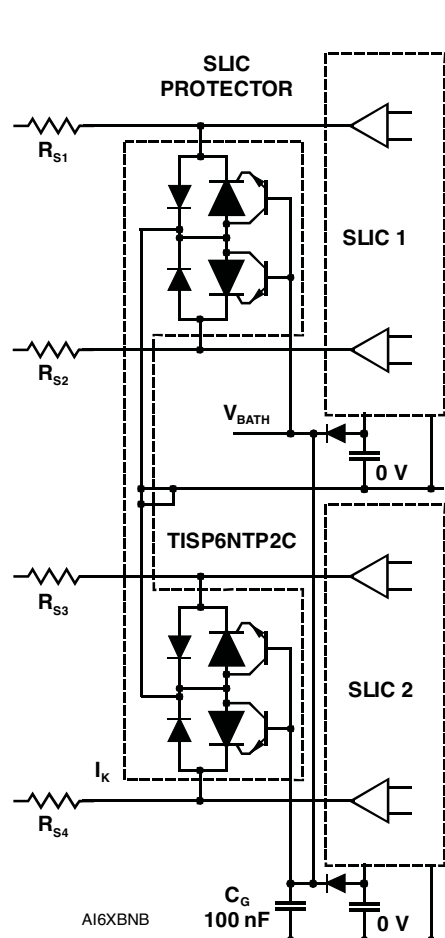 SLIC
PROTECTOR
RS1
SLIC 1
RS2
VBATH
0 V
TISP6NTP2C
RS3
SLIC 2
IK
RS4
CG
100 nF
AI6XBNB
0 V